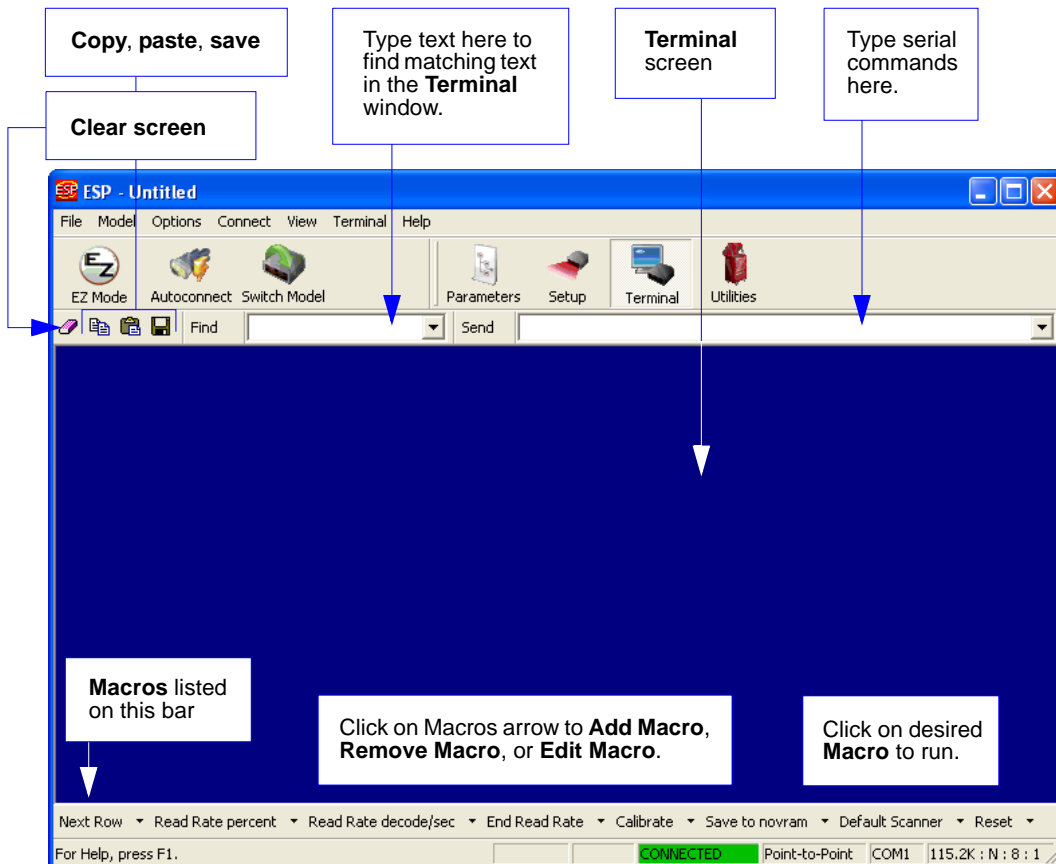 Copy, paste, save
Type text here to
find matching text
in the Terminal
window.
Terminal
screen
Type serial
commands
here.
Clear screen
ESP
ESP - Untitled
File Model Options Connect View Terminal Help
EZ
EZ Mode Autoconnect Switch Model Parameters Setup Terminal Utilities
Find Send
Macros listed
on this bar
Click on Macros arrow to Add Macro,
Remove Macro, or Edit Macro.
Click on desired
Macro to run.
Next Row Read Rate percent Read Rate decode/sec End Read Rate Calibrate Save to novram Default Scanner Reset
For Help, press F1. CONNECTED Point-to-Point COM1 115.2K : N : 8 : 1